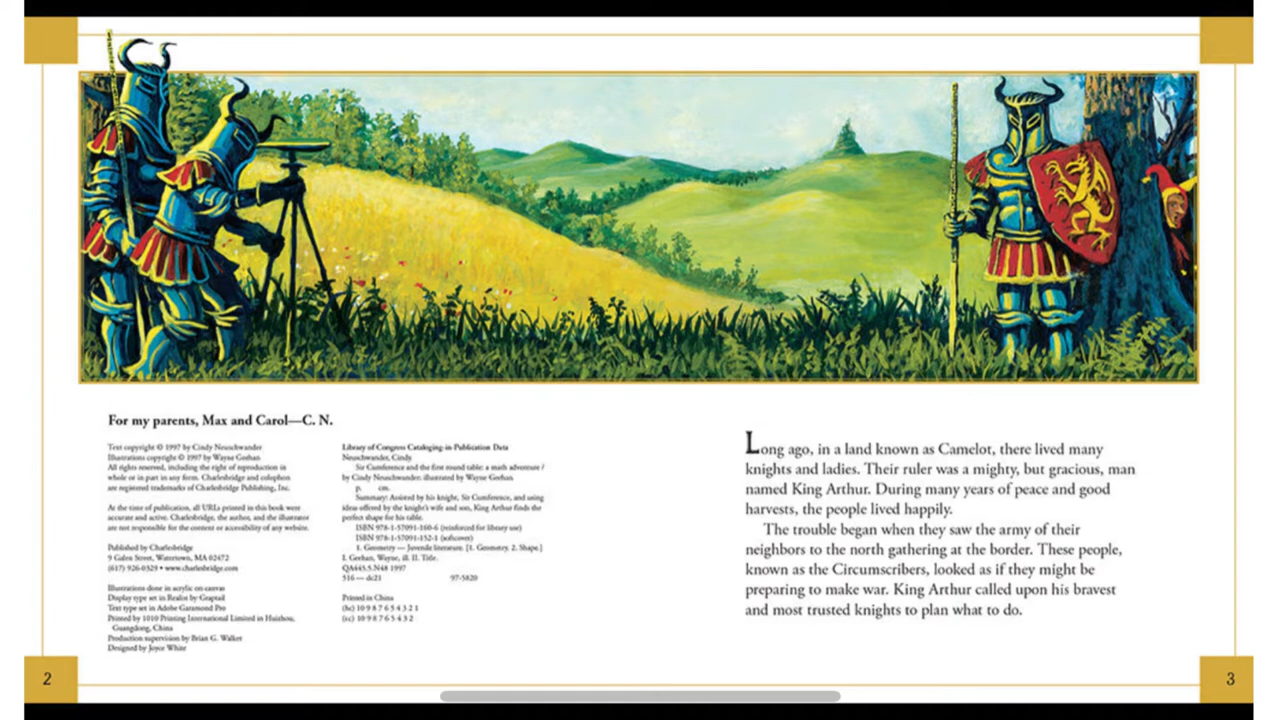 For my parents, Max and Carol—C. N.
Text copyright © 1997 by Cindy Neuschwander
Illustrations copyright © 1997 by Wayne Geehan
All rights reserved, including the right of reproduction in
whole or in part in any form. Charlesbridge and colophon
are registered trademarks of Charlesbridge Publishing, Inc.
At the time of publication, all URLs printed in this book were
accurate and active. Charlesbridge, the author, and the illustrator
are not responsible for the content or accessibility of any website.
Published by Charlesbridge
9 Galen Street, Watertown, MA 02472
(617) 926-0329 • www.charlesbridge.com
Illustrations done in acrylic on canvas
Display type set in Realist by Graptail
Text type set in Adobe Garamond Pro
Printed by 1010 Printing International Limited in Huizhou,
Guangdong, China
Production supervision by Brian G. Walker
Designed by Joyce White
Library of Congress Cataloging-in-Publication Data
Neuschwander, Cindy.
Sir Cumference and the first round table: a math adventure /
by Cindy Neuschwander: illustrated by Wayne Geehan
p. cm.
Summary: Assisted by his knight, Sir Cumference, and using
ideas offered by the knight's wife and son, King Arthur finds the
perfect shape for his table.
ISBN 978-1-57091-160-6 (reinforced for library use)
ISBN 978-1-57091-152-1 (softcover)
1. Geometry — Juvenile literature. [1. Geometry. 2. Shape.]
I. Geehan, Wayne, ill. II. Title.
QA445.5.N48 1997
516 — dc21 97-5820
Printed in China
(hc) 10 9 8 7 6 5 4 3 2 1
(sc) 10 9 8 7 6 5 4 3 2
Long ago, in a land known as Camelot, there lived many
knights and ladies. Their ruler was a mighty, but gracious, man
named King Arthur. During many years of peace and good
harvests, the people lived happily.
The trouble began when they saw the army of their
neighbors to the north gathering at the border. These people,
known as the Circumscribers, looked as if they might be
preparing to make war. King Arthur called upon his bravest
and most trusted knights to plan what to do.
2
3